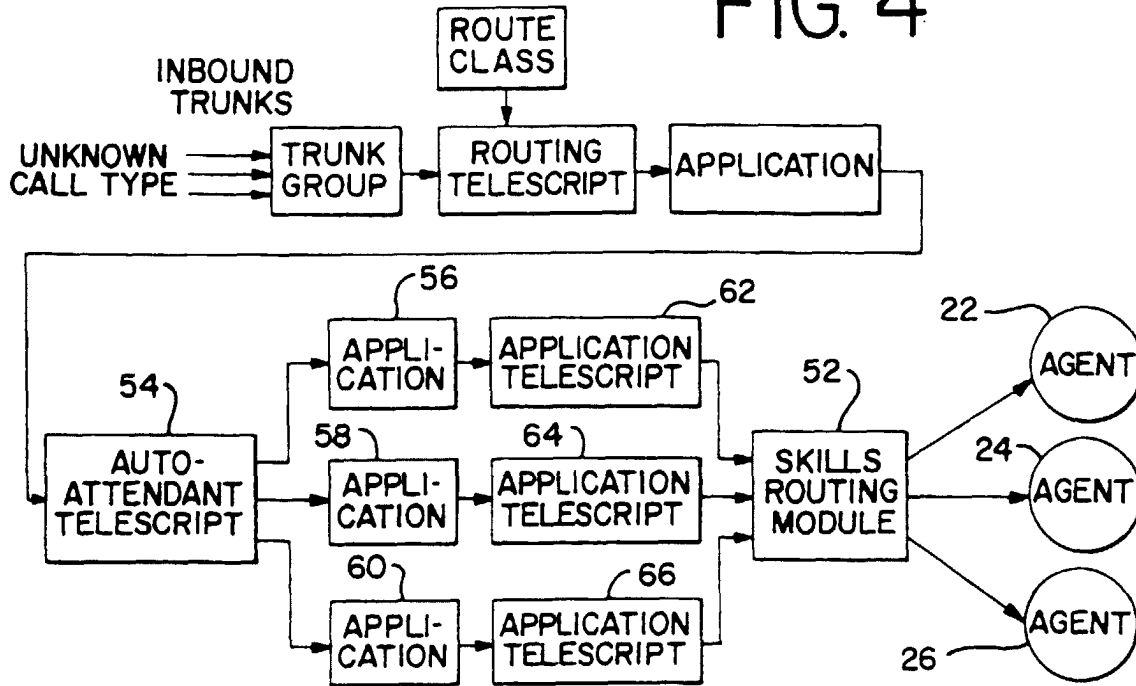 FIG. 4
ROUTE
CLASS
INBOUND
TRUNKS
UNKNOWN
CALL TYPE
TRUNK
GROUP
ROUTING
TELESCRIPT
APPLICATION
56
62
22
APPLI-
CATION
APPLICATION
TELESCRIPT
AGENT
54
52
AUTO-
ATTENDANT
TELESCRIPT
58
64
24
APPLI-
CATION
APPLICATION
TELESCRIPT
SKILLS
ROUTING
MODULE
AGENT
60
66
APPLI-
CATION
APPLICATION
TELESCRIPT
AGENT
26